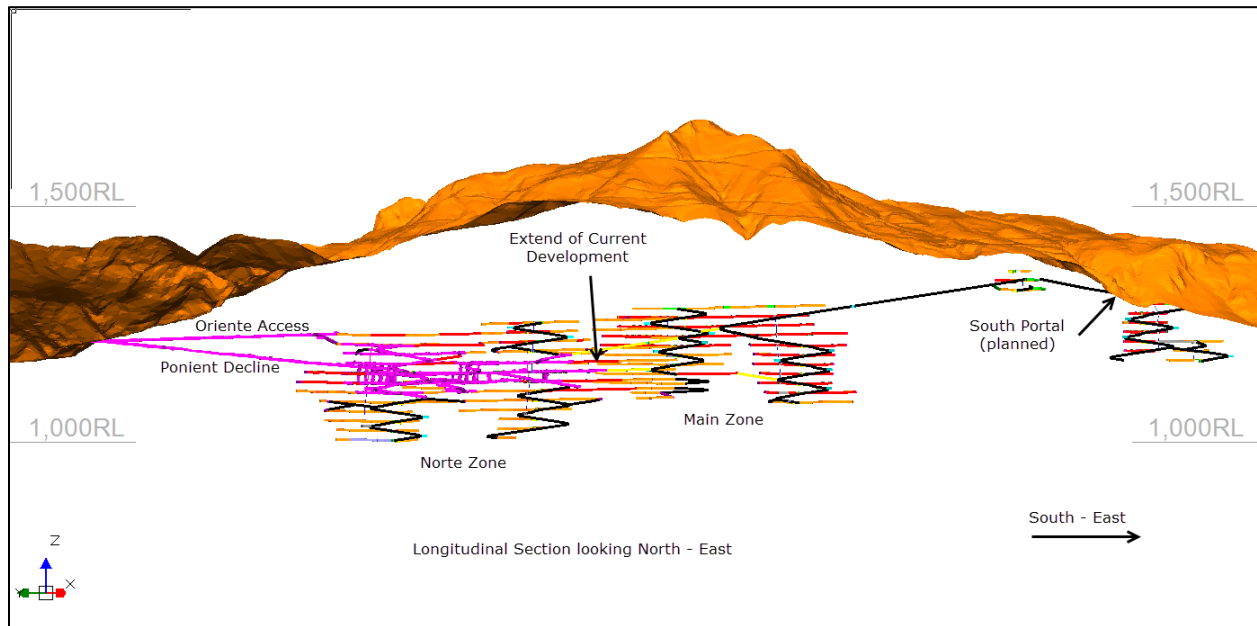 1,500RL
1,500RL
Extend of Current
Development
Oriente Access
Ponient Decline
South Portal
(planned)
Main Zone
1,000RL
1,000RL
Norte Zone
South - East
Longitudinal Section looking North - East
Z
X
Y